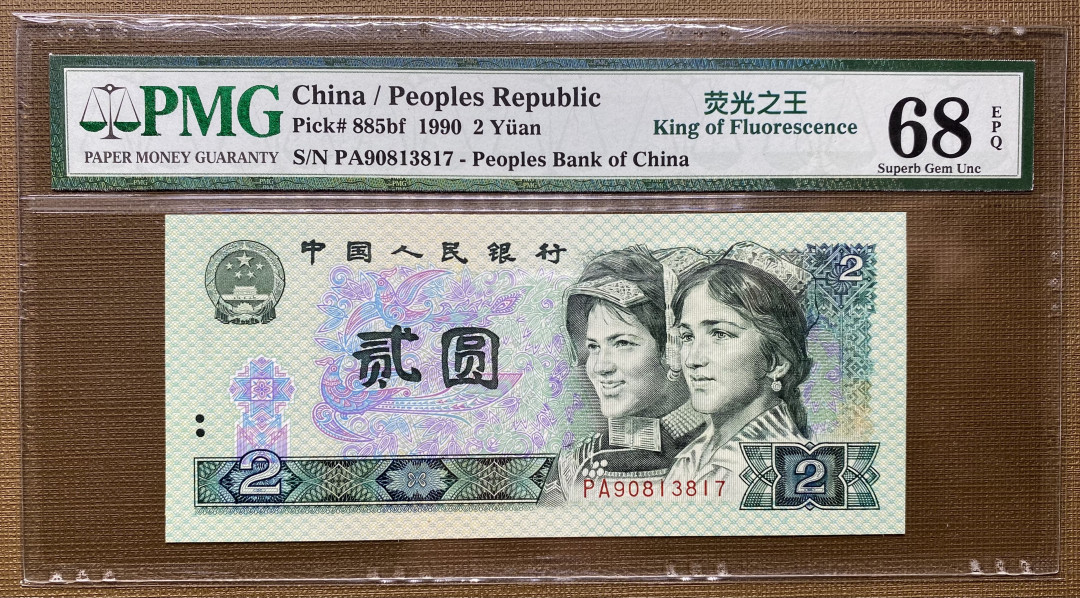 PMG
PAPER MONEY GUARANTY
China / Peoples Republic
Pick# 885bf 1990 2 Yüan
S/N PA90813817 - Peoples Bank of China
荧光之王
King of Fluorescence
68
EPQ
Superb Gem Unc
中国人民银行
2
贰圆
2
PA90813817
2